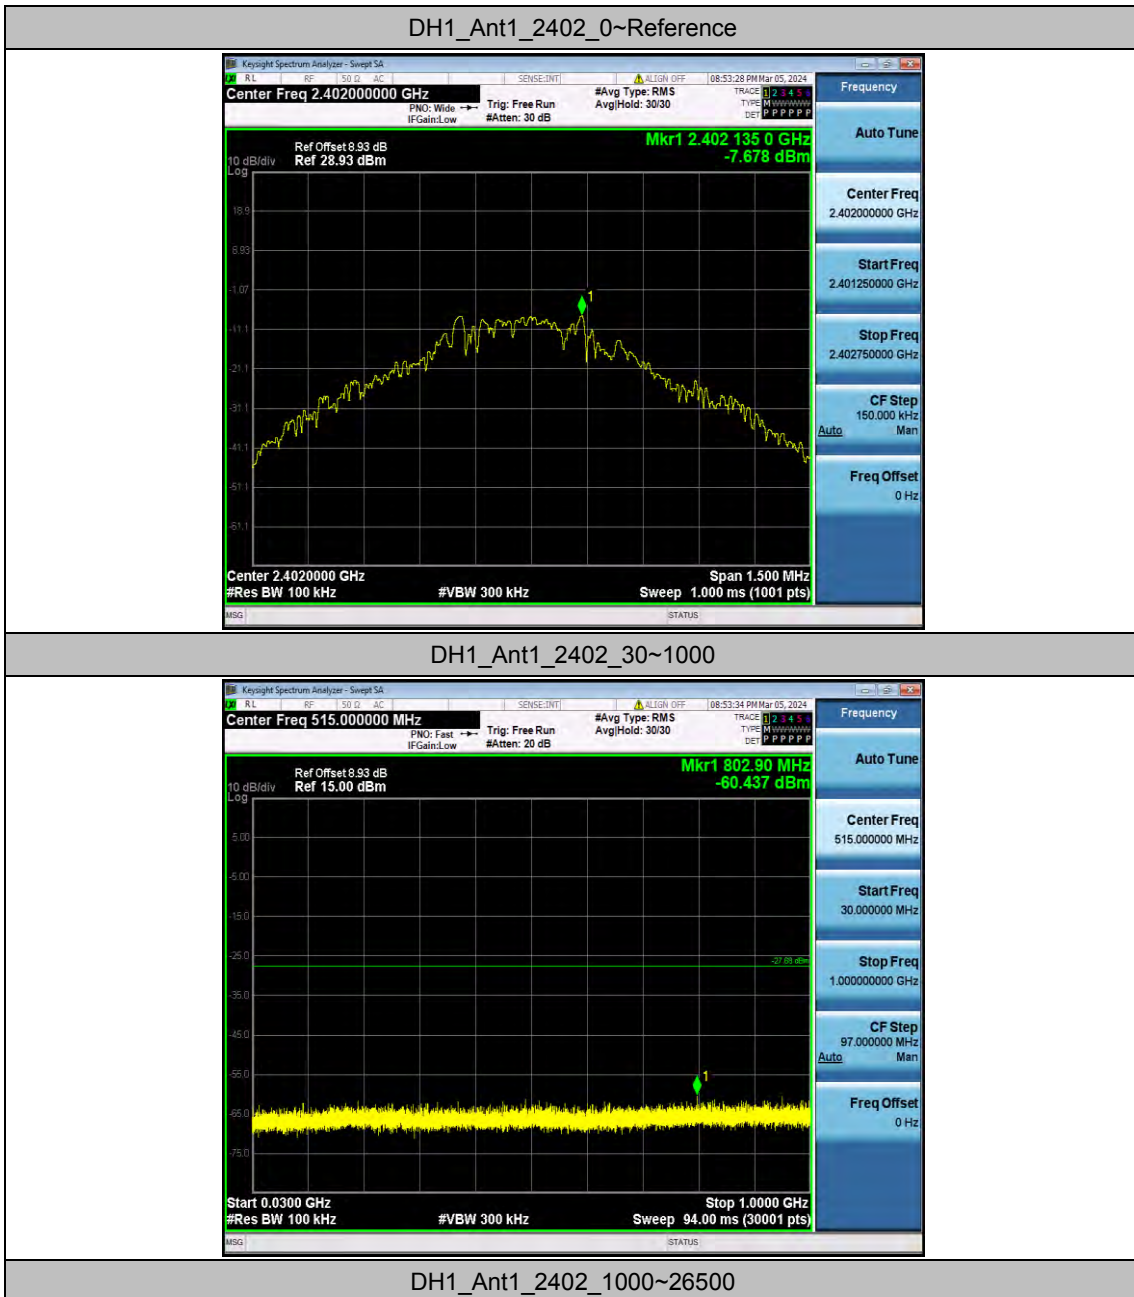 DH1_Ant1_2402_0~Reference
Keysight Spectrum Analyzer - Swept SA
RL RF 50 Ω AC SENSE:INT ALIGN OFF 08:53:28 PM Mar 05, 2024
Center Freq 2.402000000 GHz
PNO: Wide
IFGain:Low
Trig: Free Run
#Atten: 30 dB
#Avg Type: RMS
Avg|Hold: 30/30
TRACE 1 2 3 4 5 6
TYPE M
DET P P P P P P
Frequency
Mkr1 2.402 135 0 GHz
-7.678 dBm
Ref Offset 8.93 dB
10 dB/div Ref 28.93 dBm
Log
18.9
8.93
-1.07
-11.1
-21.1
-31.1
-41.1
-51.1
-61.1
1
Center 2.4020000 GHz Span 1.500 MHz
#Res BW 100 kHz #VBW 300 kHz Sweep 1.000 ms (1001 pts)
MSG STATUS
Auto Tune
Center Freq
2.402000000 GHz
Start Freq
2.401250000 GHz
Stop Freq
2.402750000 GHz
CF Step
150.000 kHz
Auto Man
Freq Offset
0 Hz
DH1_Ant1_2402_30~1000
Keysight Spectrum Analyzer - Swept SA
RL RF 50 Ω AC SENSE:INT ALIGN OFF 08:53:34 PM Mar 05, 2024
Center Freq 515.000000 MHz
PNO: Fast
IFGain:Low
Trig: Free Run
#Atten: 20 dB
#Avg Type: RMS
Avg|Hold: 30/30
TRACE 1 2 3 4 5 6
TYPE M
DET P P P P P P
Frequency
Mkr1 802.90 MHz
-60.437 dBm
Ref Offset 8.93 dB
10 dB/div Ref 15.00 dBm
Log
5.00
-5.00
-15.0
-25.0
-35.0
-45.0
-55.0
-65.0
-75.0
-27.68 dBm
1
Start 0.0300 GHz Stop 1.0000 GHz
#Res BW 100 kHz #VBW 300 kHz Sweep 94.00 ms (30001 pts)
MSG STATUS
Auto Tune
Center Freq
515.000000 MHz
Start Freq
30.000000 MHz
Stop Freq
1.000000000 GHz
CF Step
97.000000 MHz
Auto Man
Freq Offset
0 Hz
DH1_Ant1_2402_1000~26500